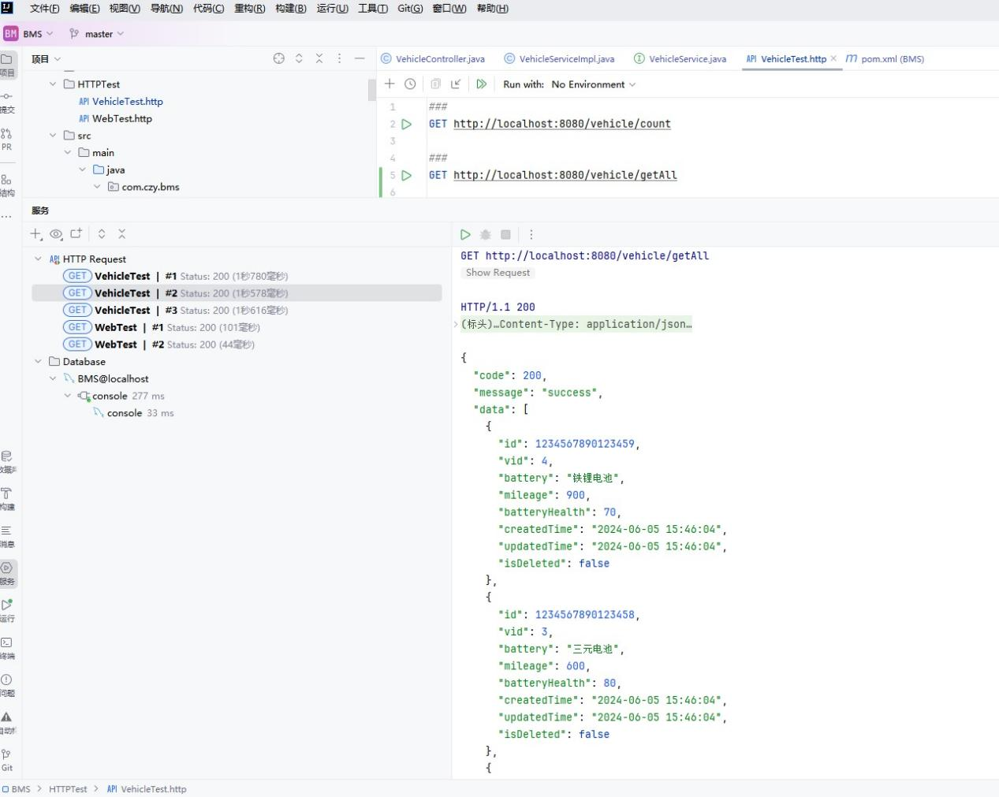 文件(F) 编辑(E) 视图(V) 导航(N) 代码(C) 重构(R) 构建(B) 运行(U) 工具(T) Git(G) 窗口(W) 帮助(H)
BM BMS master
项目
VehicleController.java VehicleServiceImpl.java VehicleService.java API VehicleTest.http m pom.xml (BMS)
HTTPTest
API VehicleTest.http
API WebTest.http
src
main
java
com.czy.bms
Run with: No Environment
1 ###
2 GET http://localhost:8080/vehicle/count
3
4 ###
5 GET http://localhost:8080/vehicle/getAll
6
项目
提交
PR
结构
服务
HTTP Request
GET VehicleTest | #1 Status: 200 (1秒780毫秒)
GET VehicleTest | #2 Status: 200 (1秒578毫秒)
GET VehicleTest | #3 Status: 200 (1秒616毫秒)
GET WebTest | #1 Status: 200 (101毫秒)
GET WebTest | #2 Status: 200 (44毫秒)
Database
BMS@localhost
console 277 ms
console 33 ms
GET http://localhost:8080/vehicle/getAll
Show Request
HTTP/1.1 200
(标头)…Content-Type: application/json…
{
"code": 200,
"message": "success",
"data": [
{
"id": 1234567890123459,
"vid": 4,
"battery": "铁锂电池",
"mileage": 900,
"batteryHealth": 70,
"createdTime": "2024-06-05 15:46:04",
"updatedTime": "2024-06-05 15:46:04",
"isDeleted": false
},
{
"id": 1234567890123458,
"vid": 3,
"battery": "三元电池",
"mileage": 600,
"batteryHealth": 80,
"createdTime": "2024-06-05 15:46:04",
"updatedTime": "2024-06-05 15:46:04",
"isDeleted": false
},
{
构建
消息
服务
运行
终端
问题
Git
BMS > HTTPTest > API VehicleTest.http